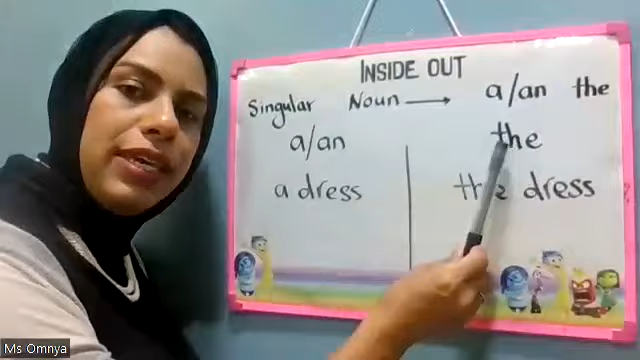 INSIDE OUT
Singular Noun → a/an the
a/an the
a dress the dress
Ms Omnya